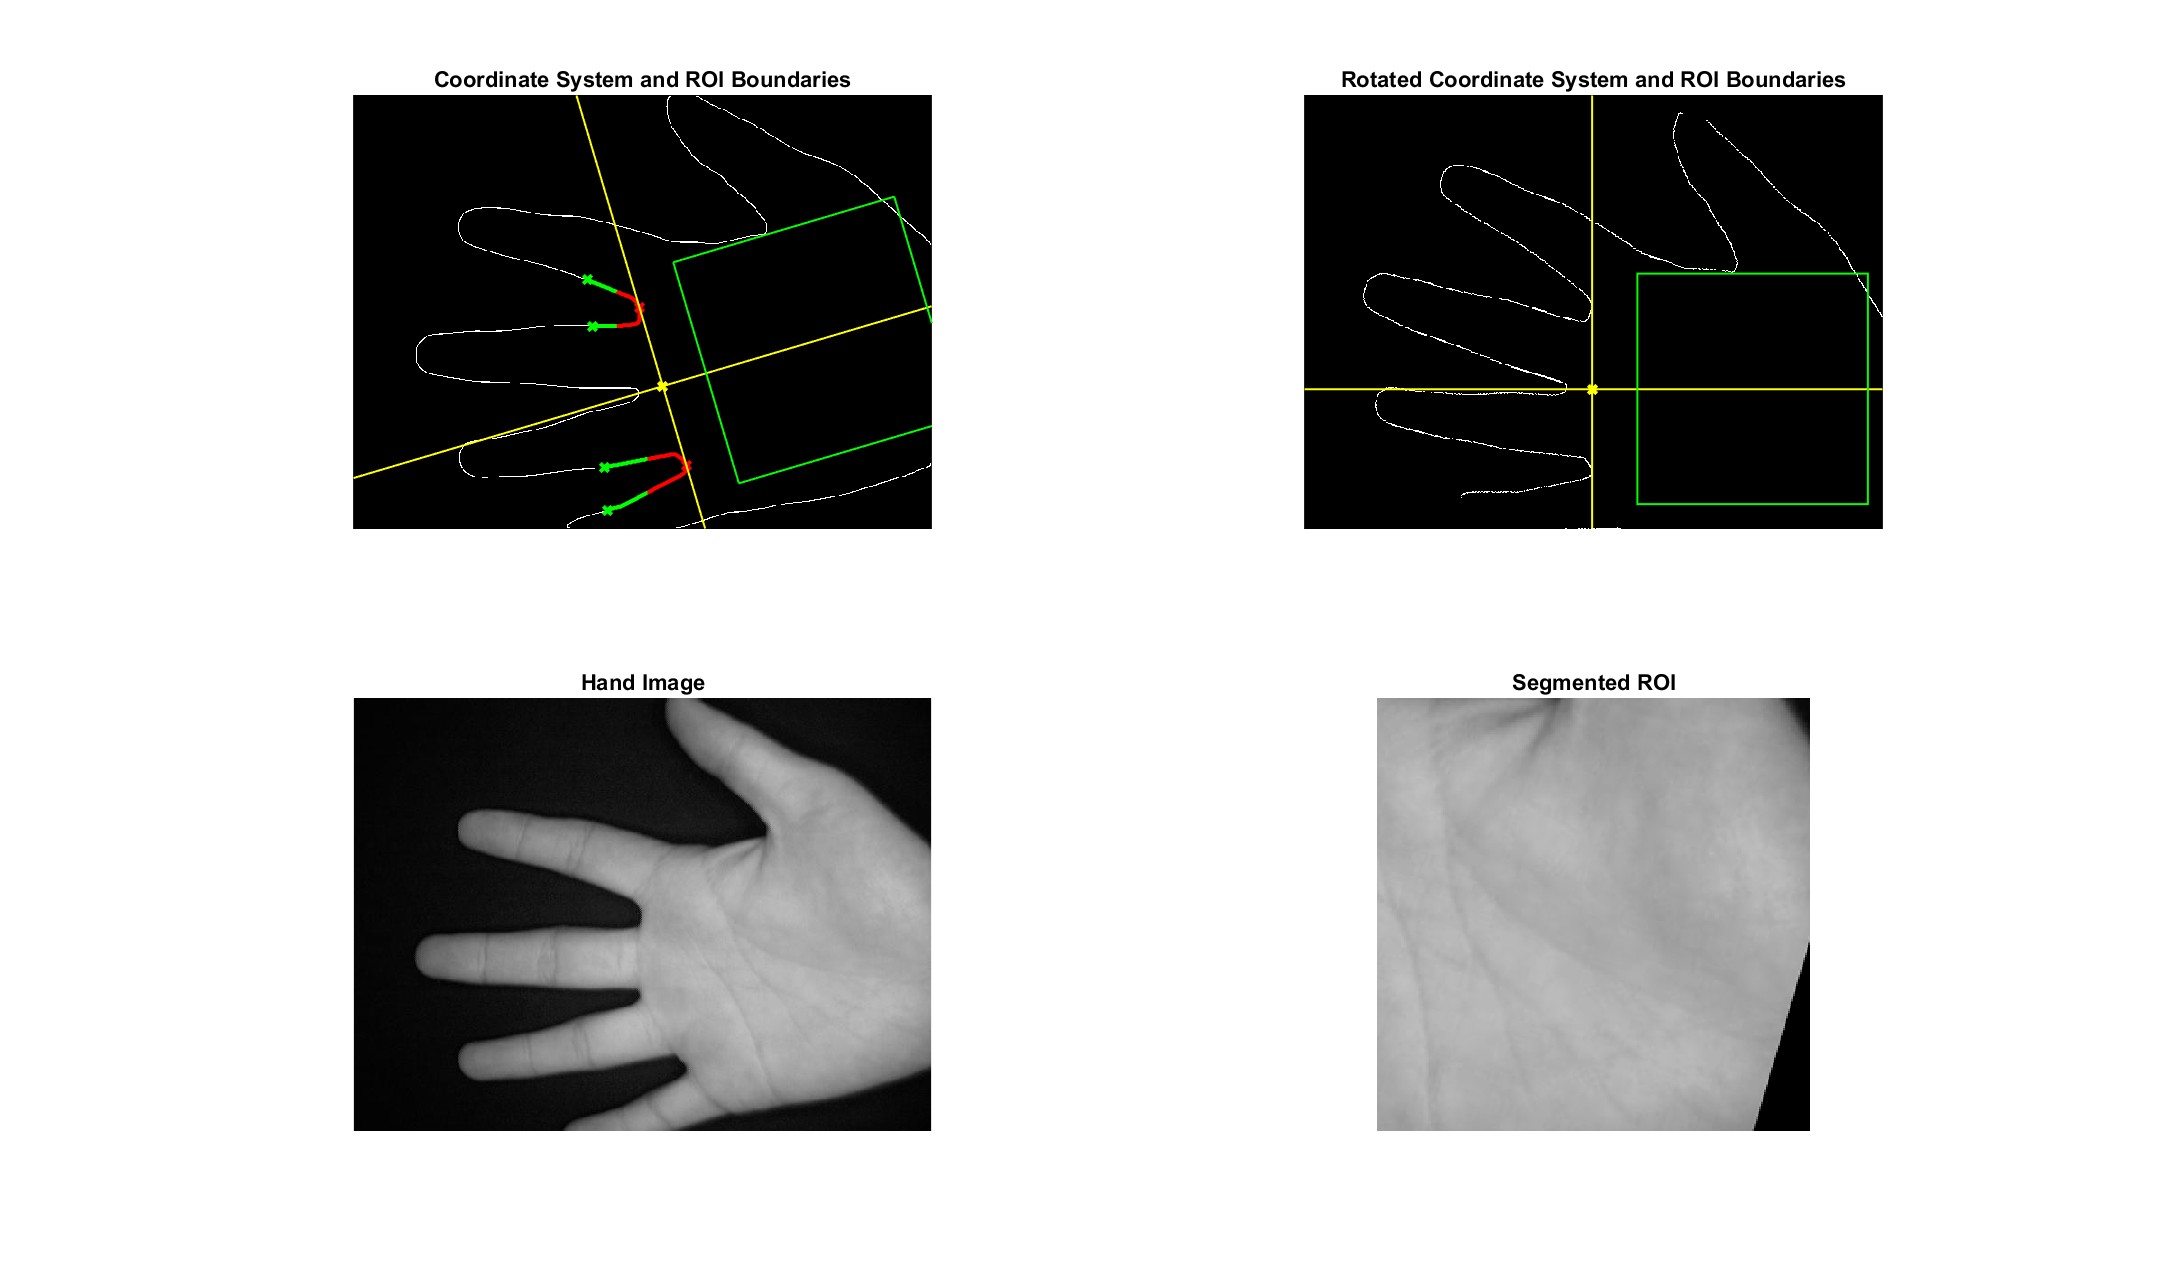 Coordinate System and ROI Boundaries
Rotated Coordinate System and ROI Boundaries
Hand Image
Segmented ROI